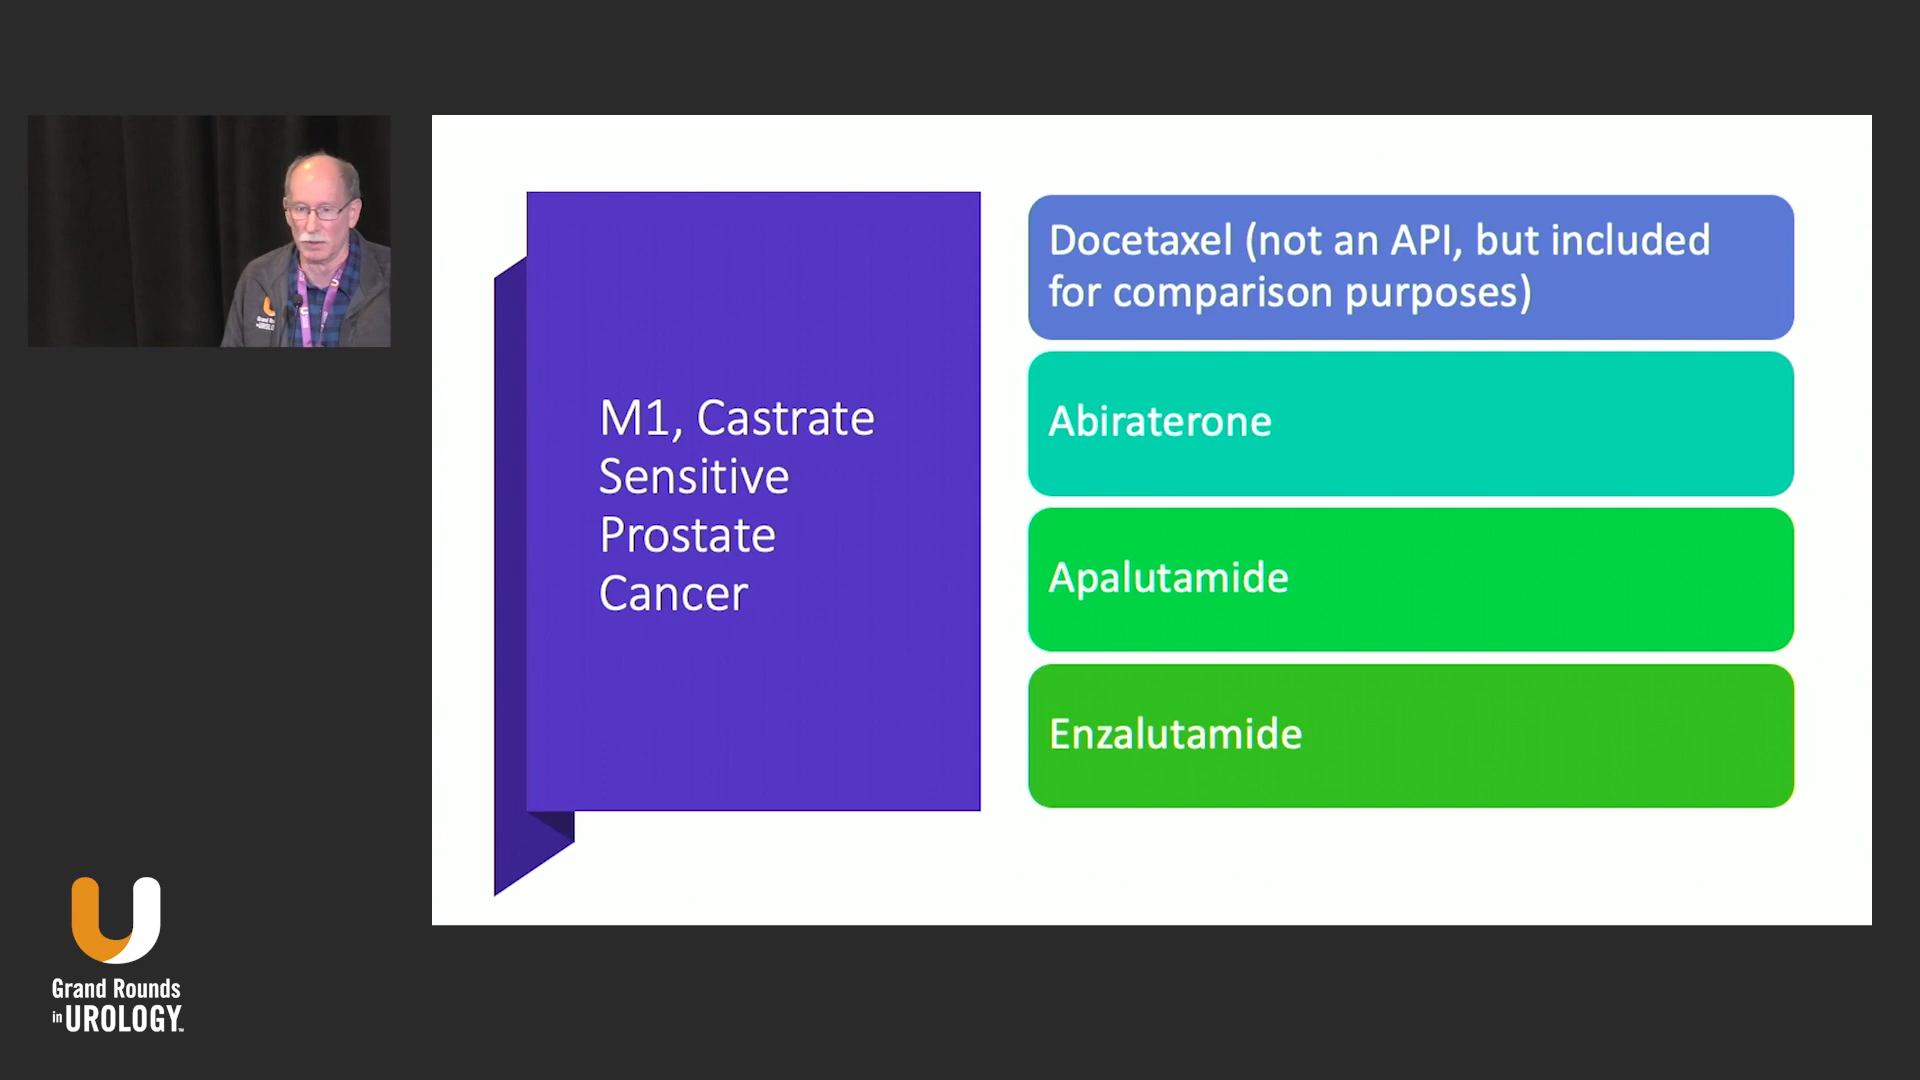 M1, Castrate
Sensitive
Prostate
Cancer
Docetaxel (not an API, but included
for comparison purposes)
Abiraterone
Apalutamide
Enzalutamide
Grand Rounds
in UROLOGY